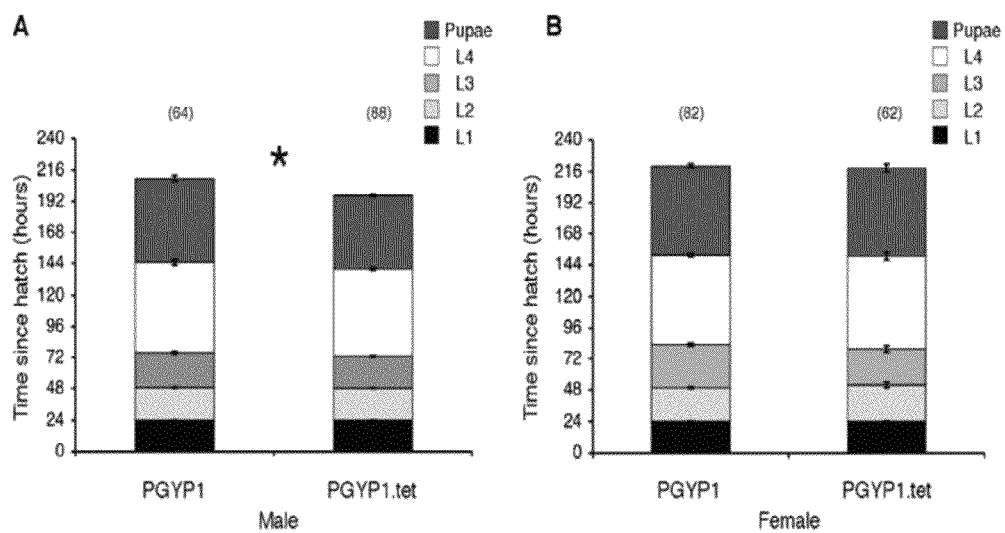 A
Pupae
L4
L3
L2
L1
(64)
(88)
*
240
216
192
168
144
120
96
72
48
24
0
Time since hatch (hours)
PGYP1
PGYP1.tet
Male
B
Pupae
L4
L3
L2
L1
(82)
(62)
240
216
192
168
144
120
96
72
48
24
0
Time since hatch (hours)
PGYP1
PGYP1.tet
Female